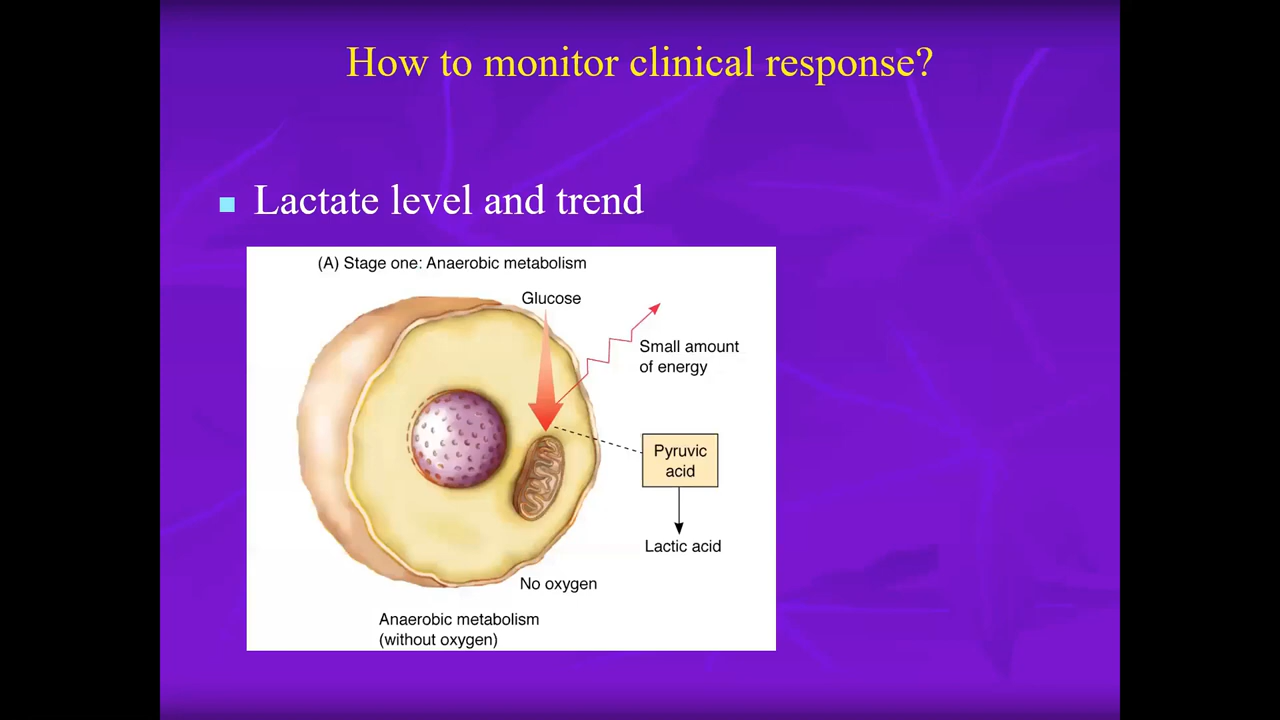 How to monitor clinical response?
Lactate level and trend
(A) Stage one: Anaerobic metabolism
Glucose
Small amount
of energy
Pyruvic
acid
Lactic acid
No oxygen
Anaerobic metabolism
(without oxygen)